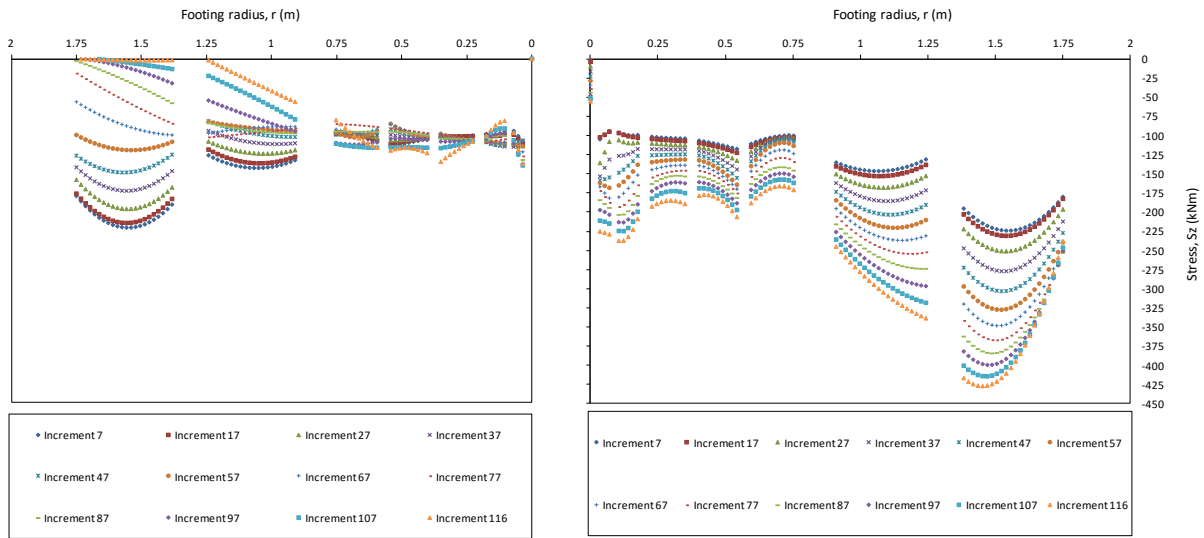 Footing radius, r (m)
2 1.75 1.5 1.25 1 0.75 0.5 0.25 0
Increment 7 Increment 17 Increment 27 Increment 37
Increment 47 Increment 57 Increment 67 Increment 77
Increment 87 Increment 97 Increment 107 Increment 116
Footing radius, r (m)
0 0.25 0.5 0.75 1 1.25 1.5 1.75 2
0
-25
-50
-75
-100
-125
-150
-175
-200
-225
-250
-275
-300
-325
-350
-375
-400
-425
-450
Stress, Sz (kNm)
Increment 7 Increment 17 Increment 27 Increment 37 Increment 47 Increment 57
Increment 67 Increment 77 Increment 87 Increment 97 Increment 107 Increment 116